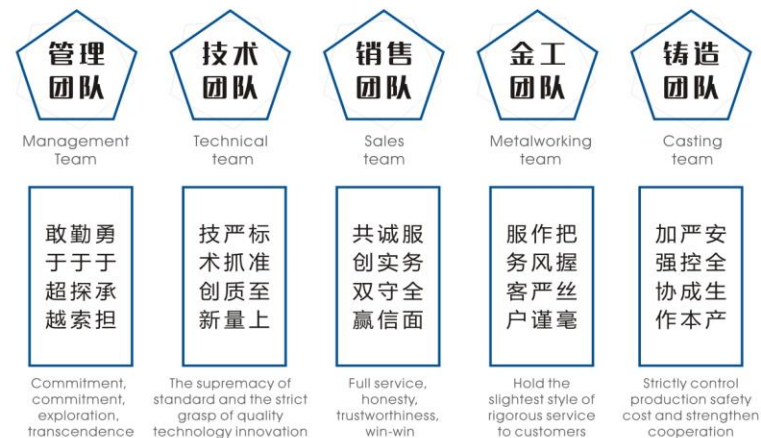 管理
团队
Management
Team
勇于承担
勤于探索
敢于超越
Commitment,
commitment,
exploration,
transcendence
技术
团队
Technical
team
标准至上
严抓质量
技术创新
The supremacy of
standard and the strict
grasp of quality
technology innovation
销售
团队
Sales
team
服务全面
诚实守信
共创双赢
Full service,
honesty,
trustworthiness,
win-win
金工
团队
Metalworking
team
把握丝毫
作风严谨
服务客户
Hold the
slightest style of
rigorous service
to customers
铸造
团队
Casting
team
安全生产
严控成本
加强协作
Strictly control
production safety
cost and strengthen
cooperation